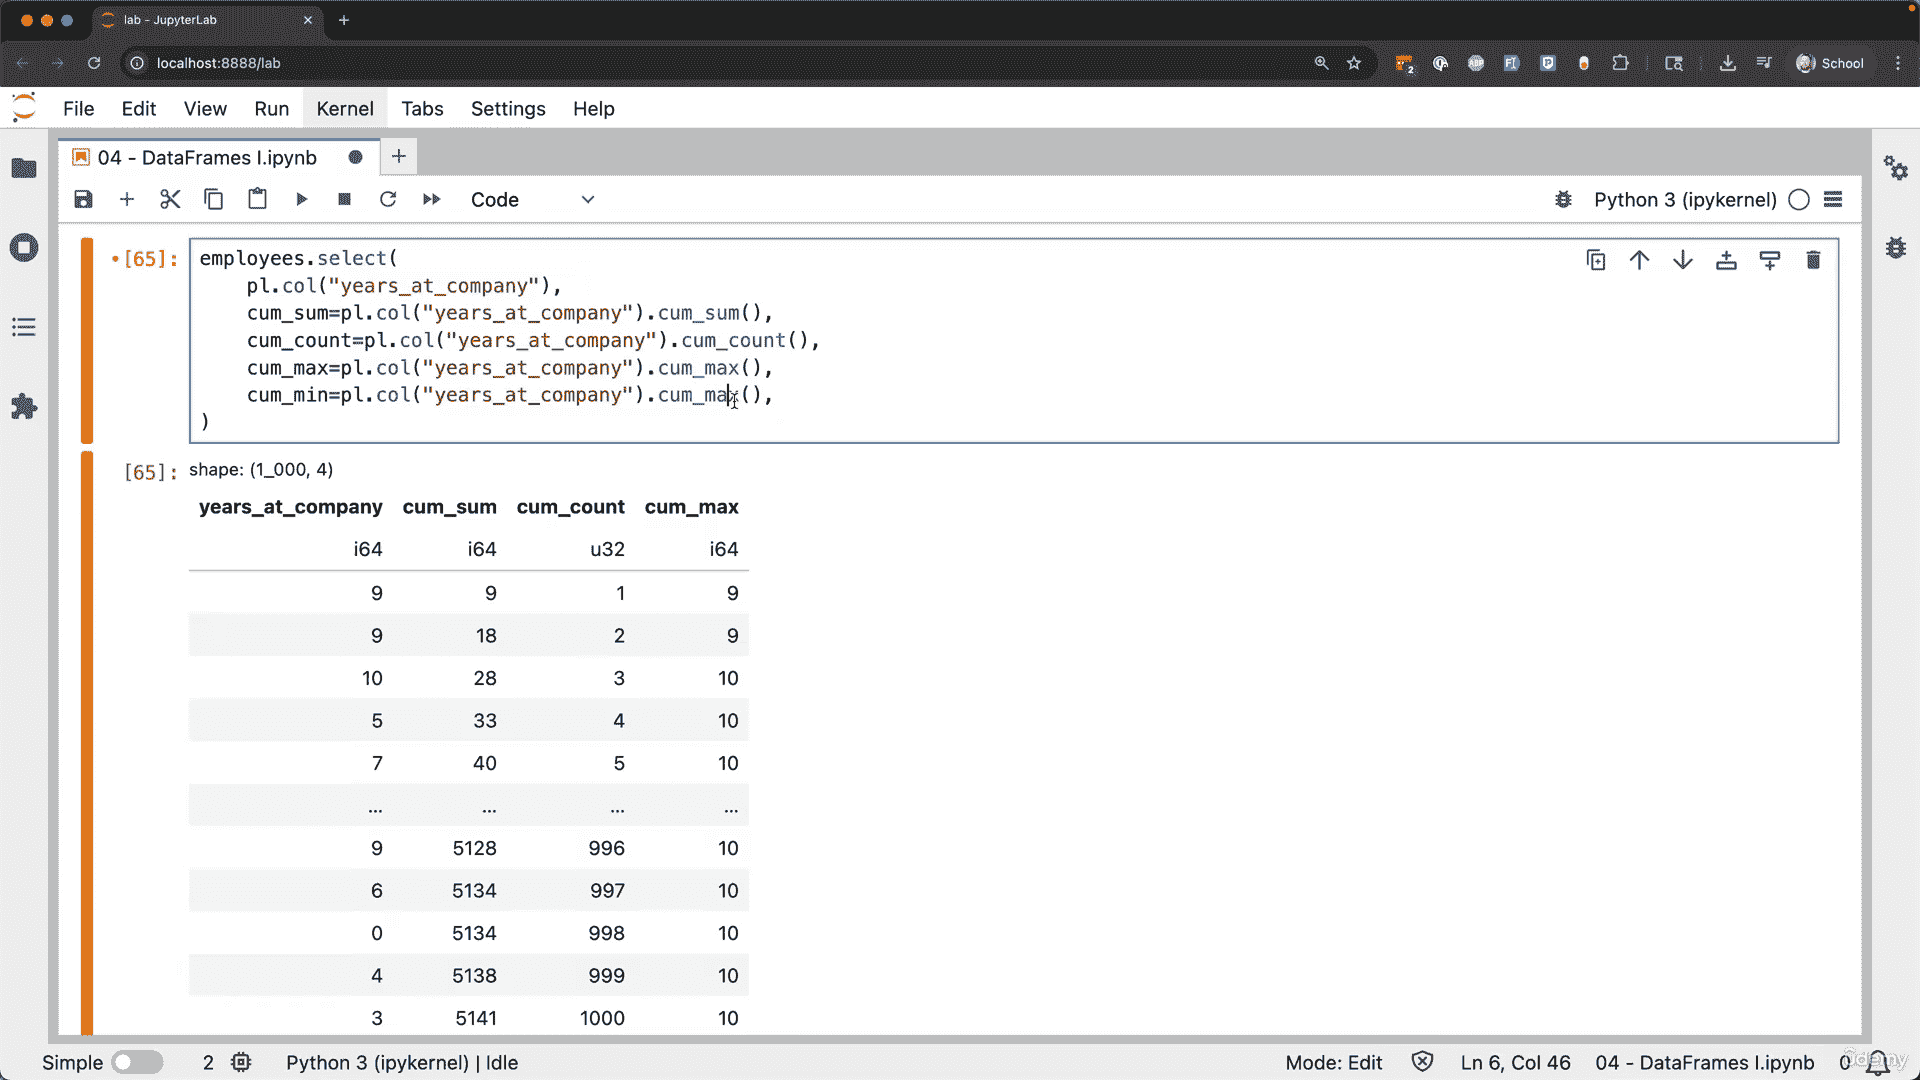 lab - JupyterLab
localhost:8888/lab
2
ABP
School
File Edit View Run Kernel Tabs Settings Help
04 - DataFrames I.ipynb
Code
Python 3 (ipykernel)
[65]:
employees.select(
pl.col("years_at_company"),
cum_sum=pl.col("years_at_company").cum_sum(),
cum_count=pl.col("years_at_company").cum_count(),
cum_max=pl.col("years_at_company").cum_max(),
cum_min=pl.col("years_at_company").cum_max(),
)
[65]: shape: (1_000, 4)
years_at_company cum_sum cum_count cum_max
i64 i64 u32 i64
9 9 1 9
9 18 2 9
10 28 3 10
5 33 4 10
7 40 5 10
... ... ... ...
9 5128 996 10
6 5134 997 10
0 5134 998 10
4 5138 999 10
3 5141 1000 10
Simple 2 Python 3 (ipykernel) | Idle Mode: Edit Ln 6, Col 46 04 - DataFrames I.ipynb 0
udemy